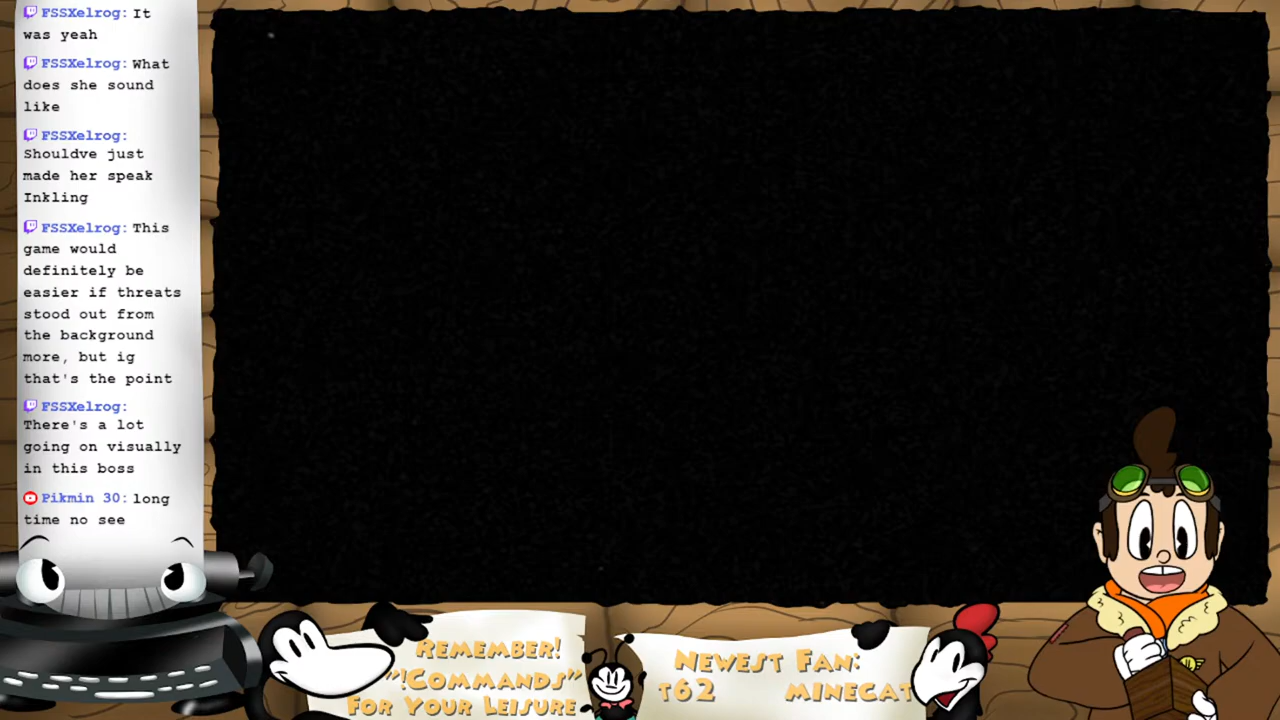 FSSXelrog: It
was yeah
FSSXelrog: What
does she sound
like
FSSXelrog:
Shouldve just
made her speak
Inkling
FSSXelrog: This
game would
definitely be
easier if threats
stood out from
the background
more, but ig
that's the point
FSSXelrog:
There's a lot
going on visually
in this boss
Pikmin 30: long
time no see
Remember!
"!Commands"
For Your Leisure
Newest Fan:
t62 minecat